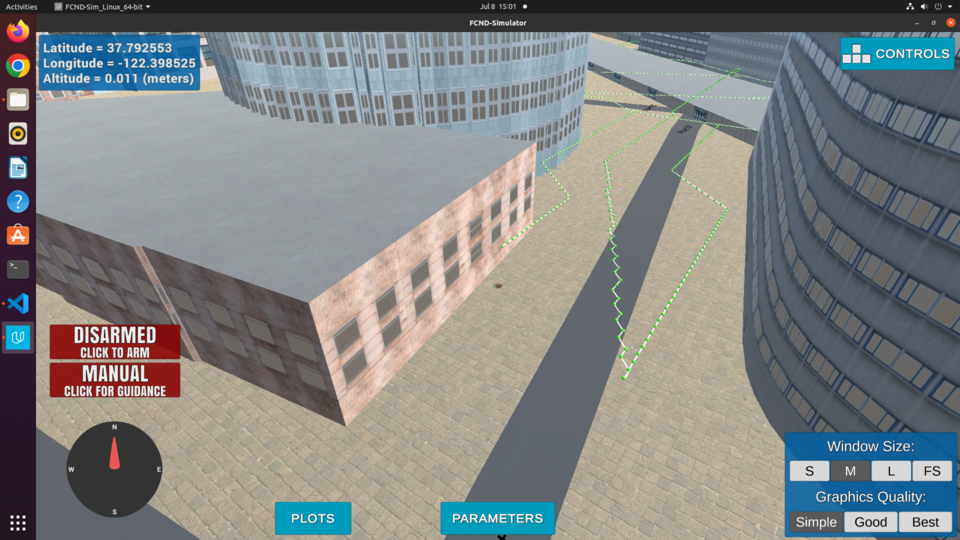 Activities
FCND-Sim_Linux_64-bit
Jul 8 15:01
FCND-Simulator
Latitude = 37.792553
Longitude = -122.398525
Altitude = 0.011 (meters)
CONTROLS
DISARMED
CLICK TO ARM
MANUAL
CLICK FOR GUIDANCE
N
W
E
S
PLOTS
PARAMETERS
Window Size:
S
M
L
FS
Graphics Quality:
Simple
Good
Best